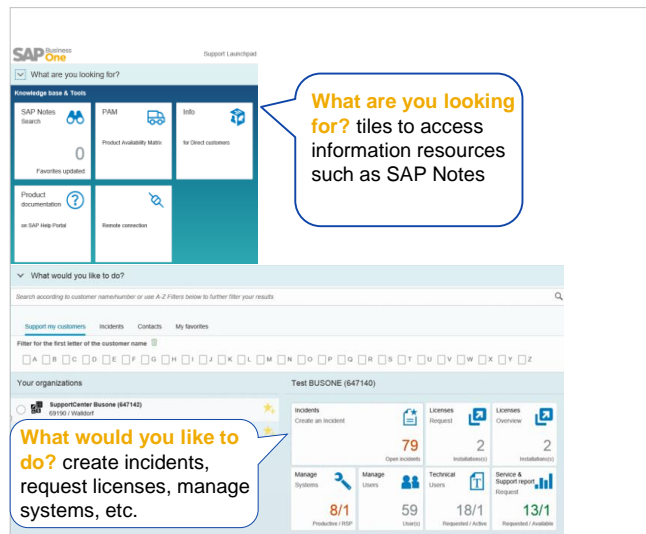 SAP Business One
Support Launchpad
What are you looking for?
Knowledge base & Tools
SAP Notes
Search
0
Favorites updated
PAM
Product Availability Matrix
Info
for Direct customers
Product
documentation
on SAP Help Portal
Remote connection
What are you looking
for? tiles to access
information resources
such as SAP Notes
What would you like to do?
Search according to customer name/number or use A-Z Filters below to further filter your results
Support my customers Incidents Contacts My favorites
Filter for the first letter of the customer name
A B C D E F G H I J K L M N O P Q R S T U V W X Y Z
Your organizations
SupportCenter Busone (647142)
69190 / Walldorf
What would you like to
do? create incidents,
request licenses, manage
systems, etc.
Test BUSONE (647140)
Incidents
Create an Incident
79
Open incidents
Licenses
Request
2
Installations(s)
Licenses
Overview
2
Installations(s)
Manage
Systems
8/1
Productive / RSP
Manage
Users
59
User(s)
Technical
Users
18/1
Requested / Active
Service &
Support report
Request
13/1
Requested / Available